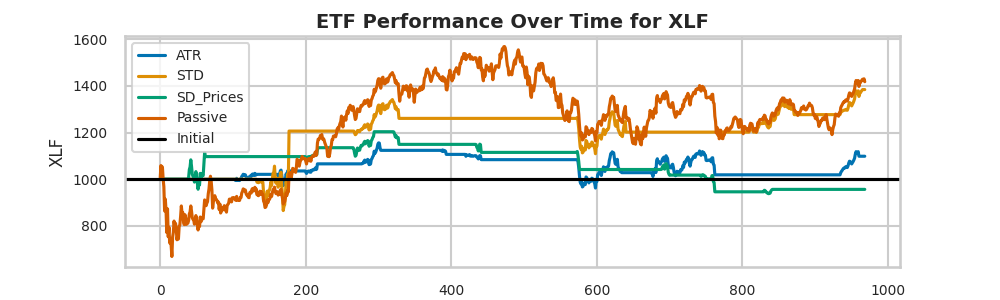 ETF Performance Over Time for XLF
1600
1400
1200
1000
800
XLF
ATR
STD
SD_Prices
Passive
Initial
0
200
400
600
800
1000